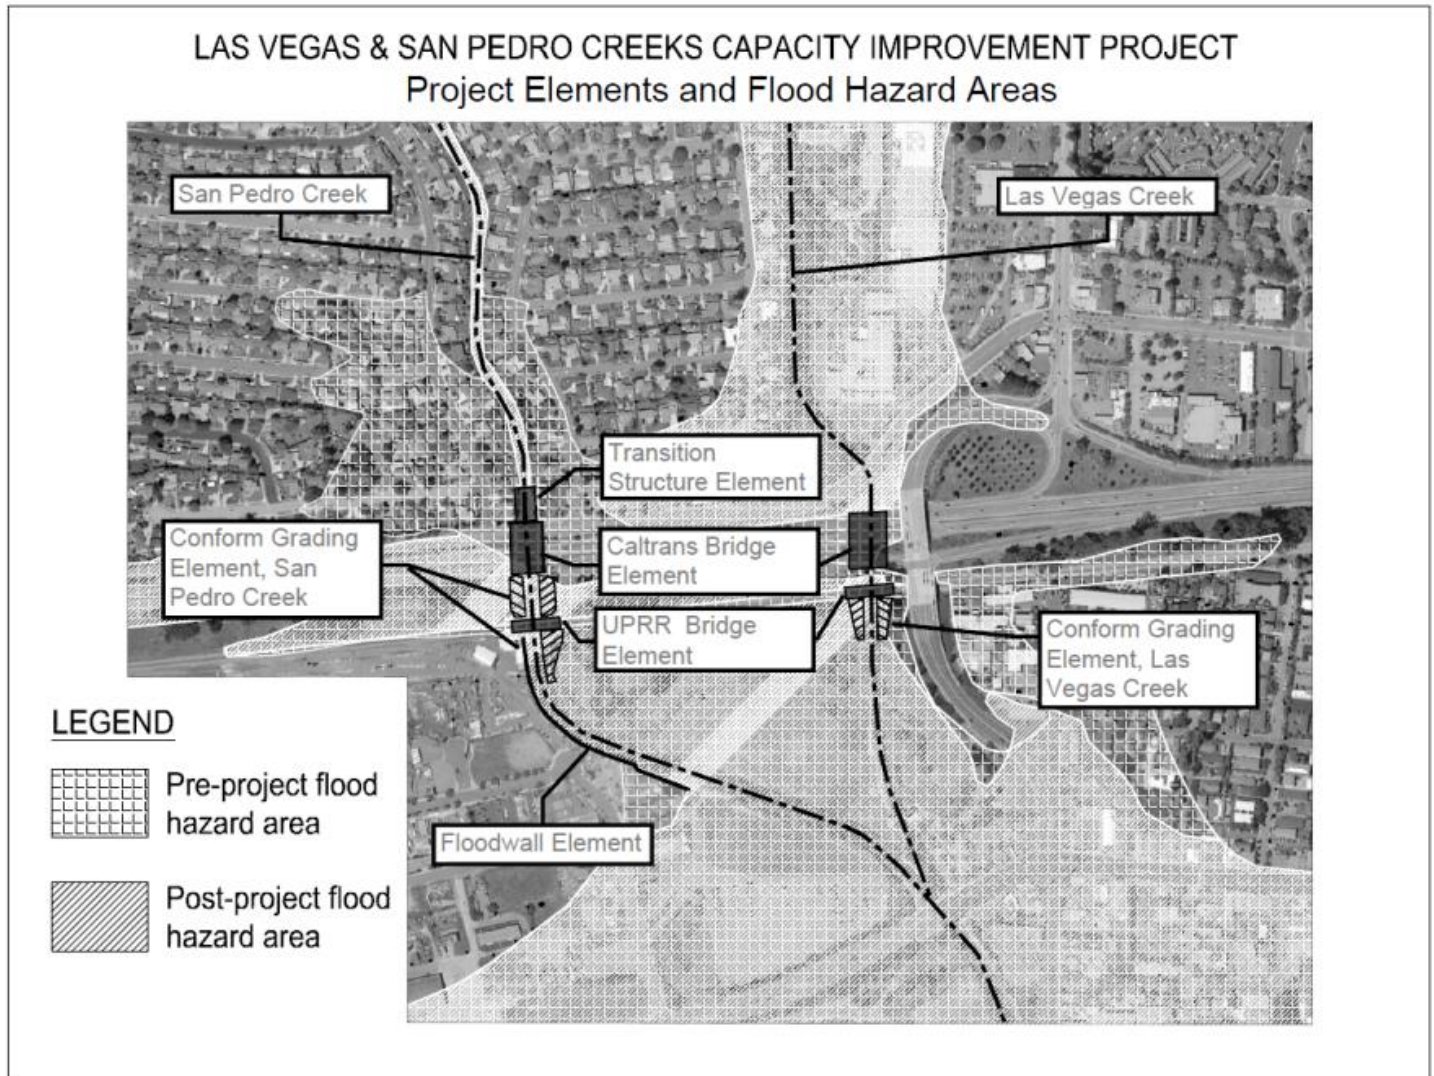 LAS VEGAS & SAN PEDRO CREEKS CAPACITY IMPROVEMENT PROJECT
Project Elements and Flood Hazard Areas
San Pedro Creek
Las Vegas Creek
Transition
Structure Element
Conform Grading
Element, San
Pedro Creek
Caltrans Bridge
Element
UPRR Bridge
Element
Conform Grading
Element, Las
Vegas Creek
Floodwall Element
LEGEND
Pre-project flood
hazard area
Post-project flood
hazard area